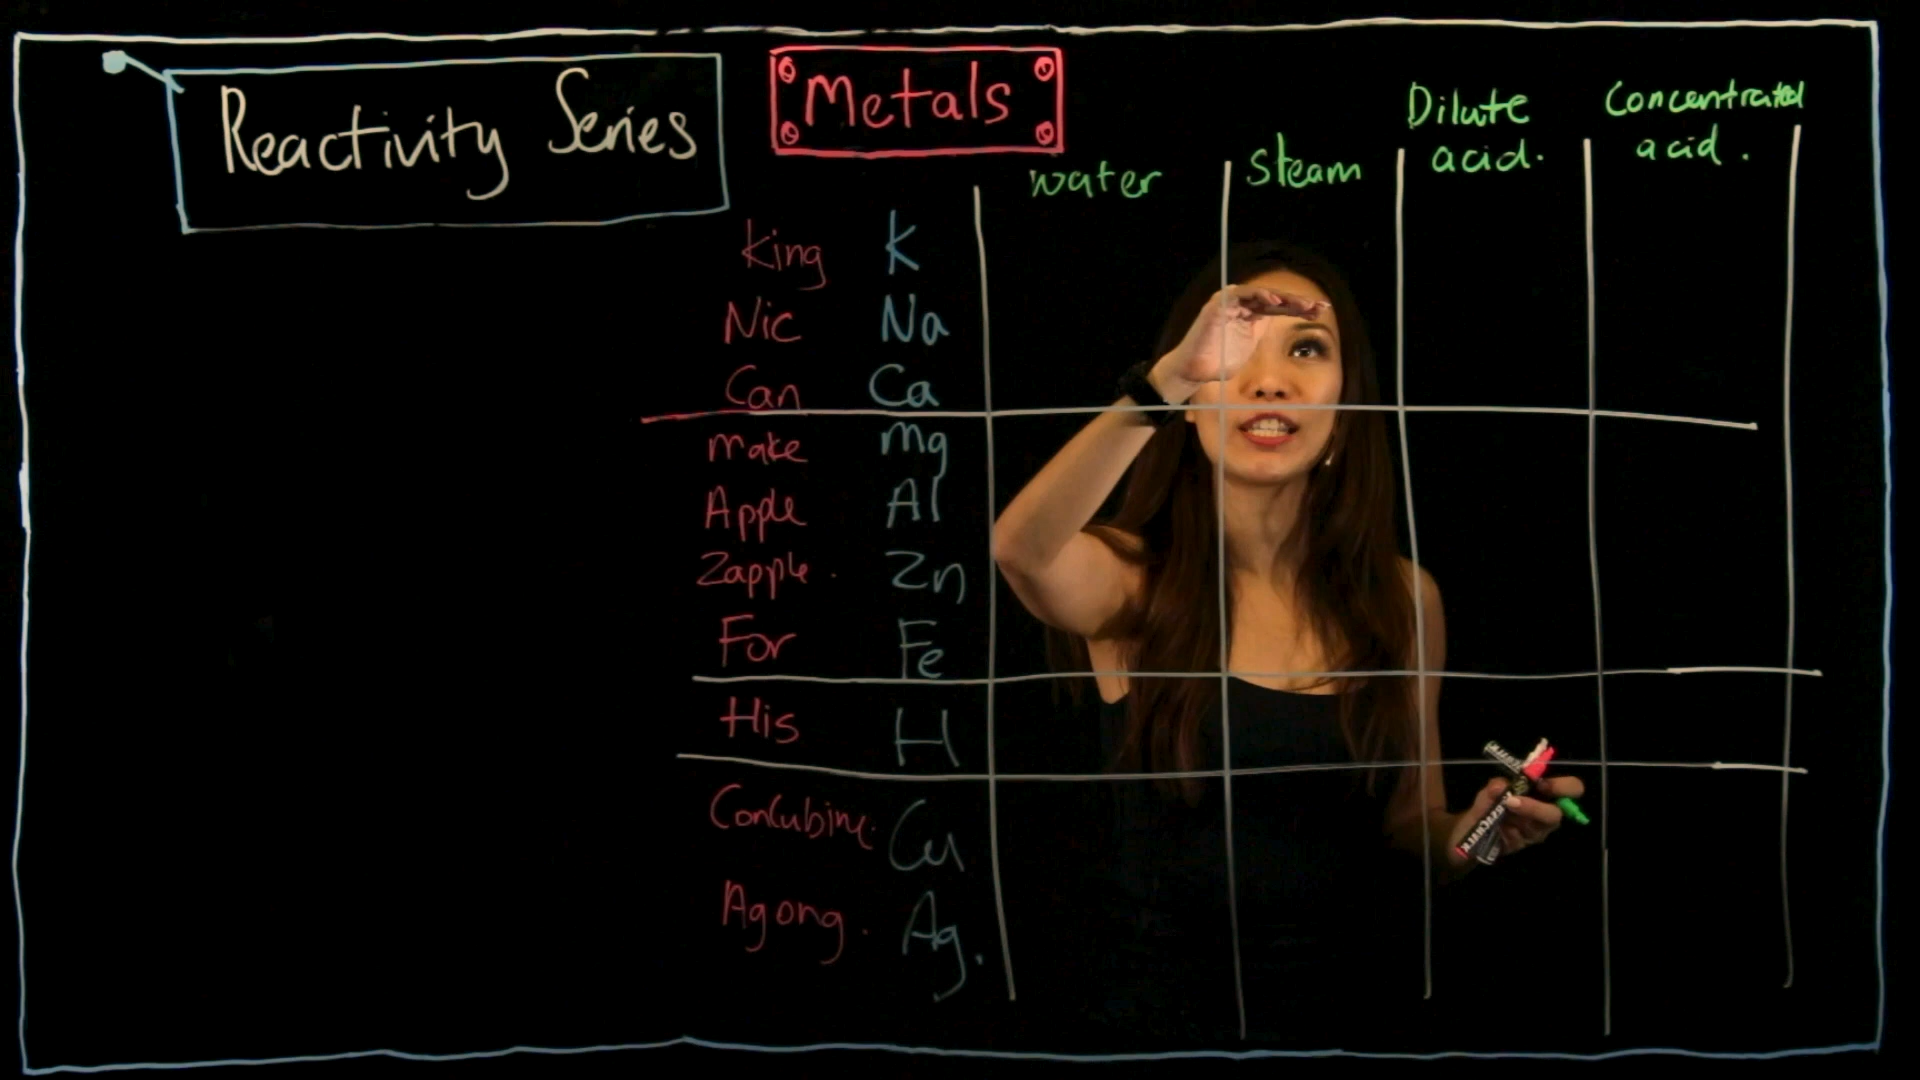 Reactivity Series
Metals
water
Steam
Dilute
acid.
Concentrated
acid.
King K
Nic Na
Can Ca
Make Mg
Apple Al
Zapple. Zn
For Fe
His H
Concubine. Cu
Agong. Ag.